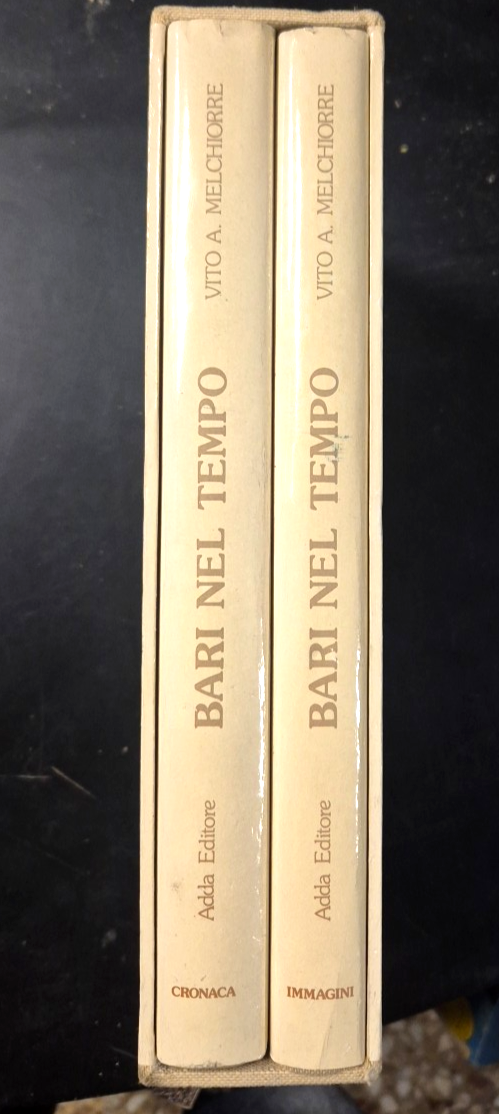 VITO A. MELCHIORRE
BARI NEL TEMPO
Adda Editore
CRONACA
VITO A. MELCHIORRE
BARI NEL TEMPO
Adda Editore
IMMAGINI